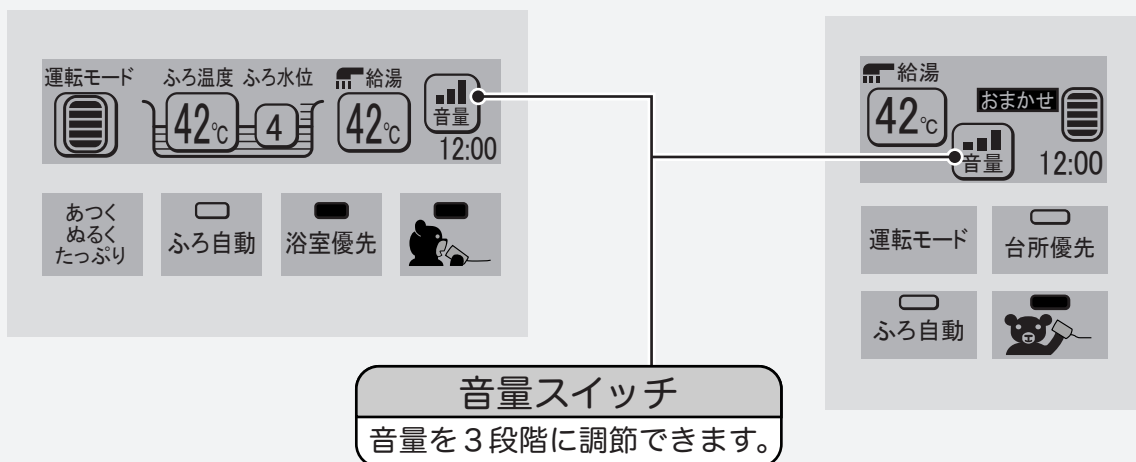 運転モード ふろ温度 ふろ水位 給湯
42℃ 4 42℃ 音量
12:00
あつく
ぬるく
たっぷり
ふろ自動
浴室優先
給湯
42℃ おまかせ
音量 12:00
運転モード
台所優先
ふろ自動
音量スイッチ
音量を3段階に調節できます。